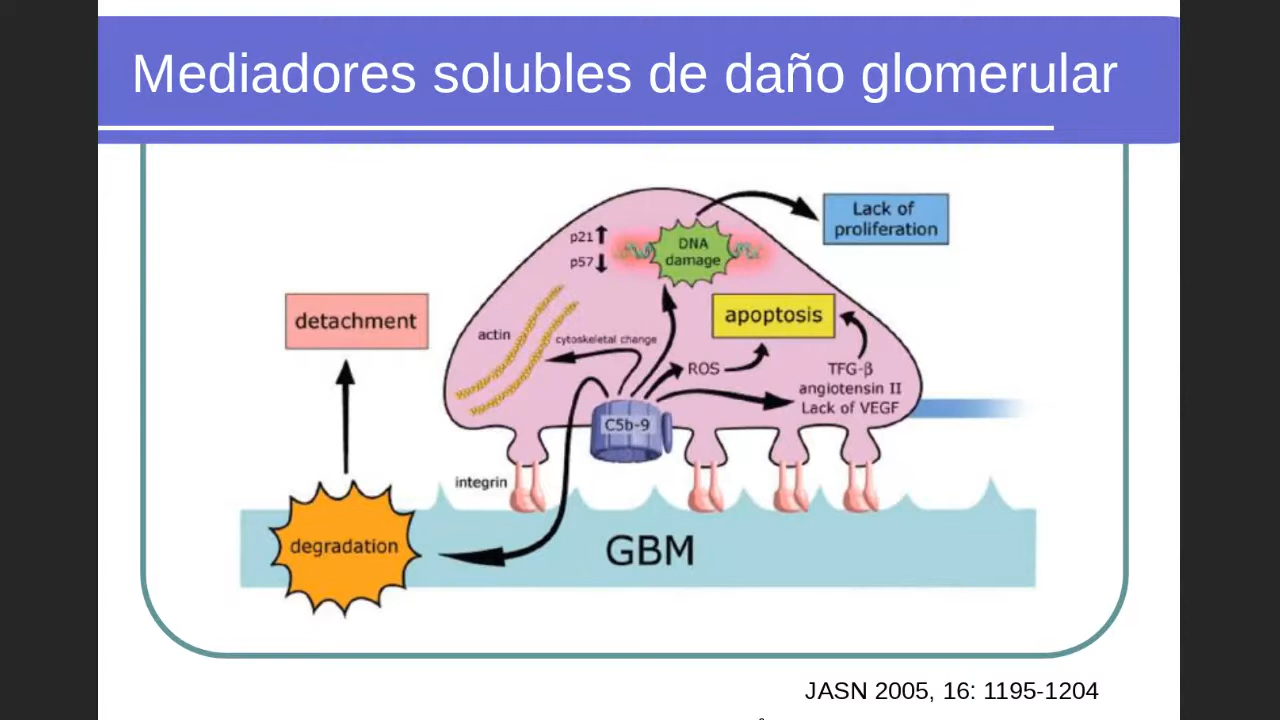 Mediadores solubles de daño glomerular
Lack of
proliferation
p21
p57
DNA
damage
detachment
apoptosis
actin
cytoskeletal change
ROS
TFG-β
angiotensin II
Lack of VEGF
C5b-9
integrin
degradation
GBM
JASN 2005, 16: 1195-1204